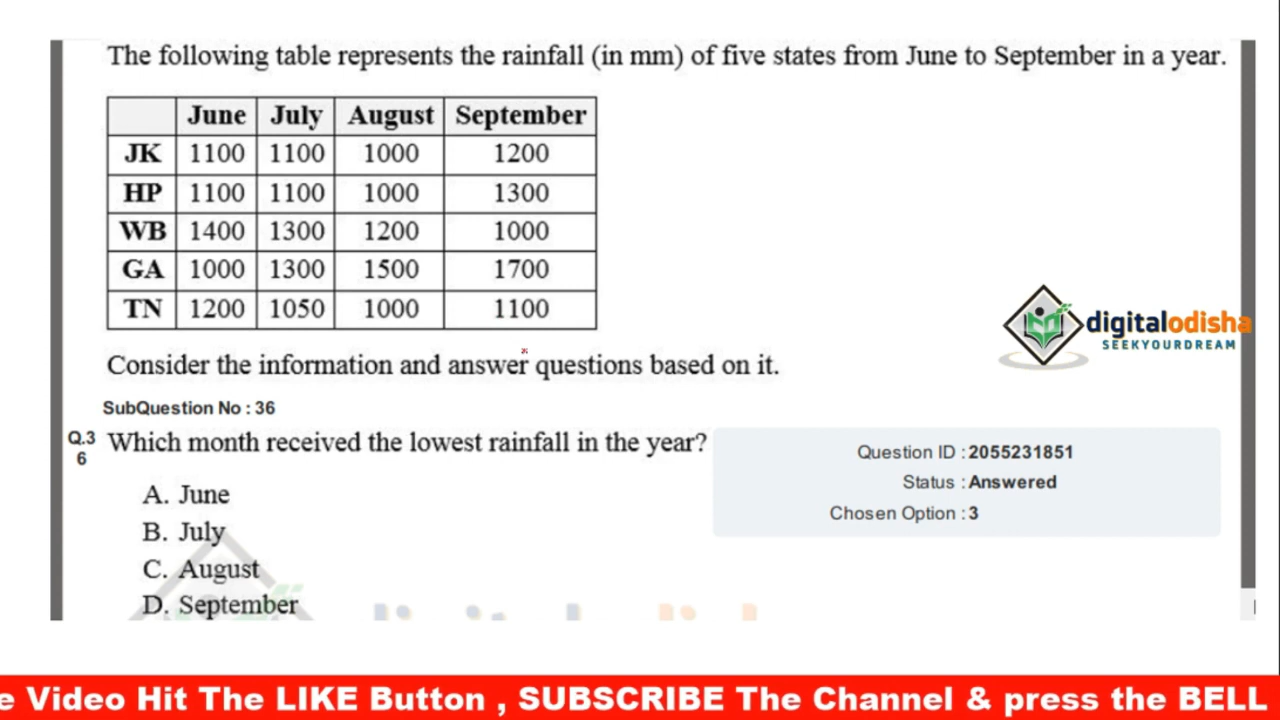 The following table represents the rainfall (in mm) of five states from June to September in a year.
June July August September
JK 1100 1100 1000 1200
HP 1100 1100 1000 1300
WB 1400 1300 1200 1000
GA 1000 1300 1500 1700
TN 1200 1050 1000 1100
digitalodisha
SEEKYOURDREAM
Consider the information and answer questions based on it.
SubQuestion No : 36
Q.3 Which month received the lowest rainfall in the year?
6
Question ID : 2055231851
Status : Answered
Chosen Option : 3
A. June
B. July
C. August
D. September
e Video Hit The LIKE Button , SUBSCRIBE The Channel & press the BELL